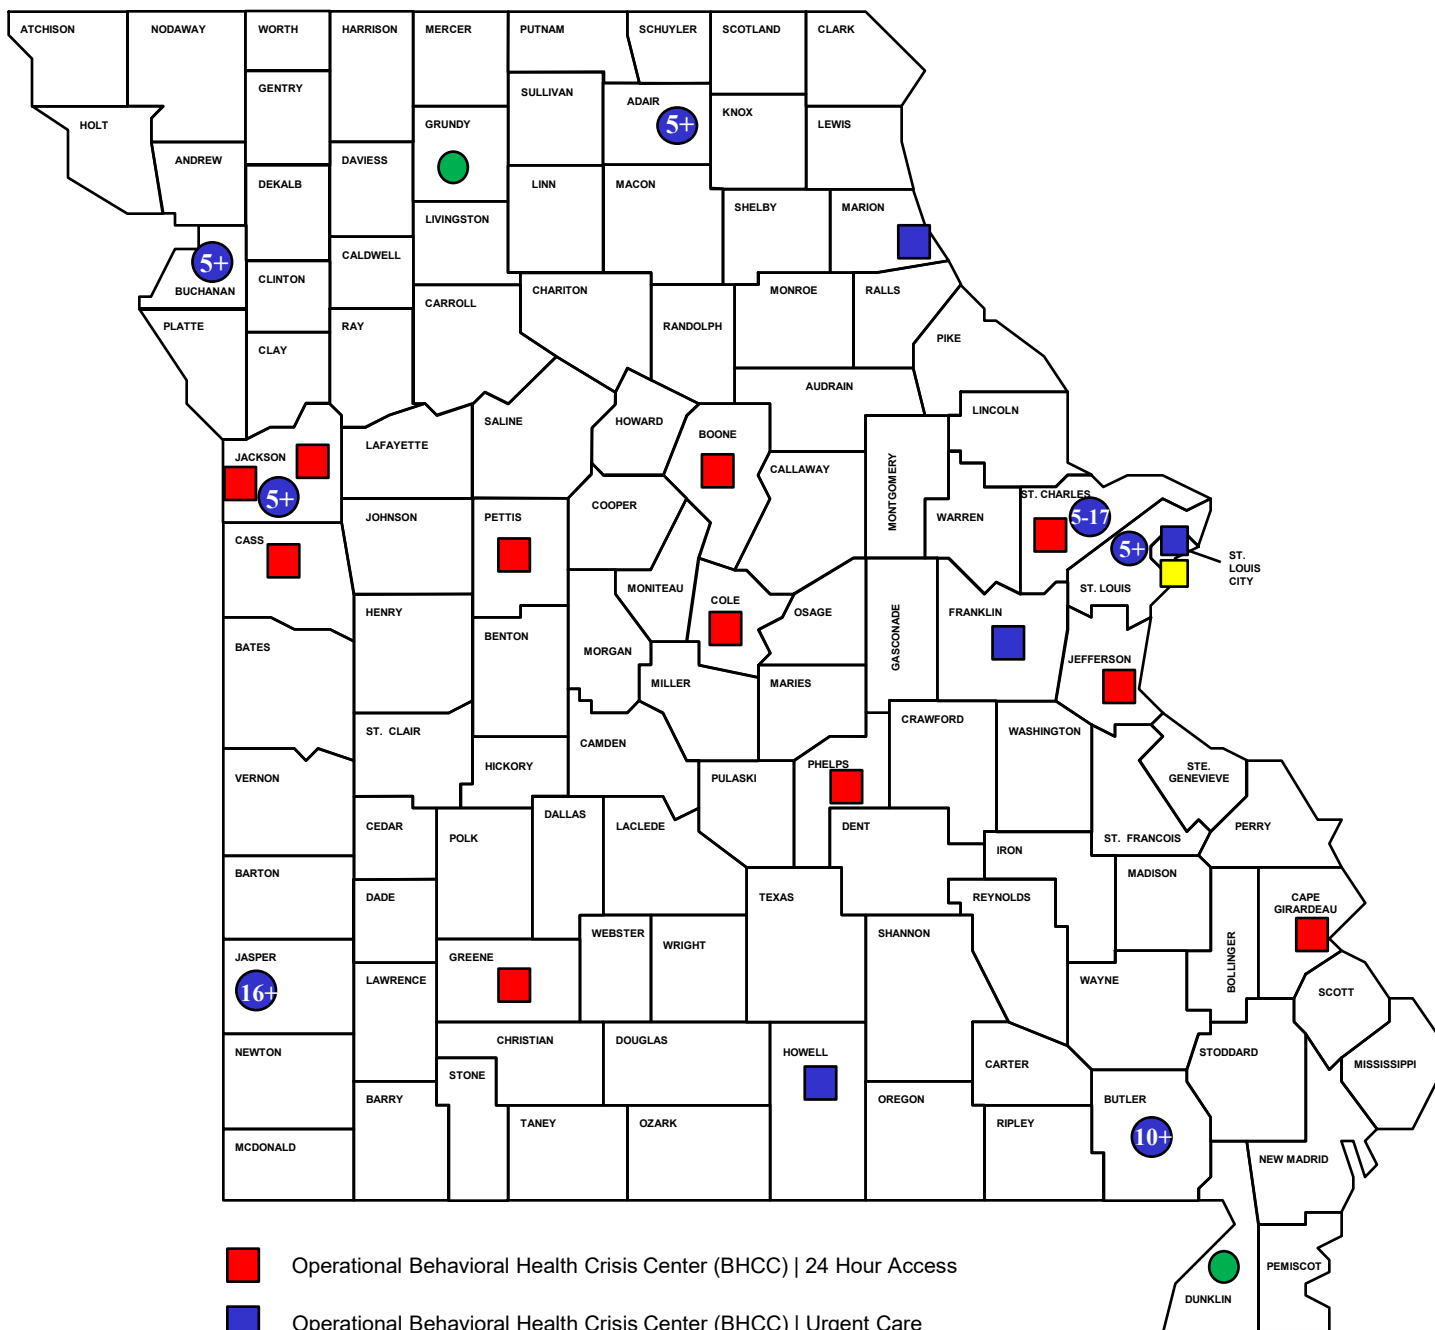 ATCHISON
NODAWAY
WORTH
HARRISON
MERCER
PUTNAM
SCHUYLER
SCOTLAND
CLARK
GENTRY
SULLIVAN
ADAIR
5+
KNOX
HOLT
GRUNDY
LEWIS
ANDREW
DAVIESS
DEKALB
LINN
MACON
SHELBY
MARION
LIVINGSTON
5+
BUCHANAN
CLINTON
CALDWELL
CHARITON
MONROE
RALLS
CARROLL
PLATTE
RAY
RANDOLPH
PIKE
CLAY
AUDRAIN
LINCOLN
SALINE
HOWARD
BOONE
LAFAYETTE
JACKSON
5+
CALLAWAY
MONTGOMERY
ST. CHARLES
5-17
COOPER
JOHNSON
PETTIS
WARREN
CASS
5+
ST.
LOUIS
CITY
ST. LOUIS
MONITEAU
COLE
HENRY
OSAGE
GASCONADE
FRANKLIN
BENTON
BATES
MORGAN
JEFFERSON
MILLER
MARIES
CRAWFORD
ST. CLAIR
WASHINGTON
CAMDEN
HICKORY
PHELPS
STE.
GENEVIEVE
VERNON
PULASKI
DALLAS
CEDAR
POLK
LACLEDE
DENT
ST. FRANCOIS
PERRY
IRON
BARTON
MADISON
DADE
TEXAS
REYNOLDS
CAPE
GIRARDEAU
WEBSTER
SHANNON
WRIGHT
BOLLINGER
JASPER
GREENE
16+
LAWRENCE
WAYNE
SCOTT
CHRISTIAN
DOUGLAS
NEWTON
HOWELL
STODDARD
CARTER
MISSISSIPPI
STONE
BARRY
OREGON
BUTLER
10+
TANEY
OZARK
RIPLEY
MCDONALD
NEW MADRID
Operational Behavioral Health Crisis Center (BHCC) | 24 Hour Access
PEMISCOT
DUNKLIN
Operational Behavioral Health Crisis Center (BHCC) | Urgent Care